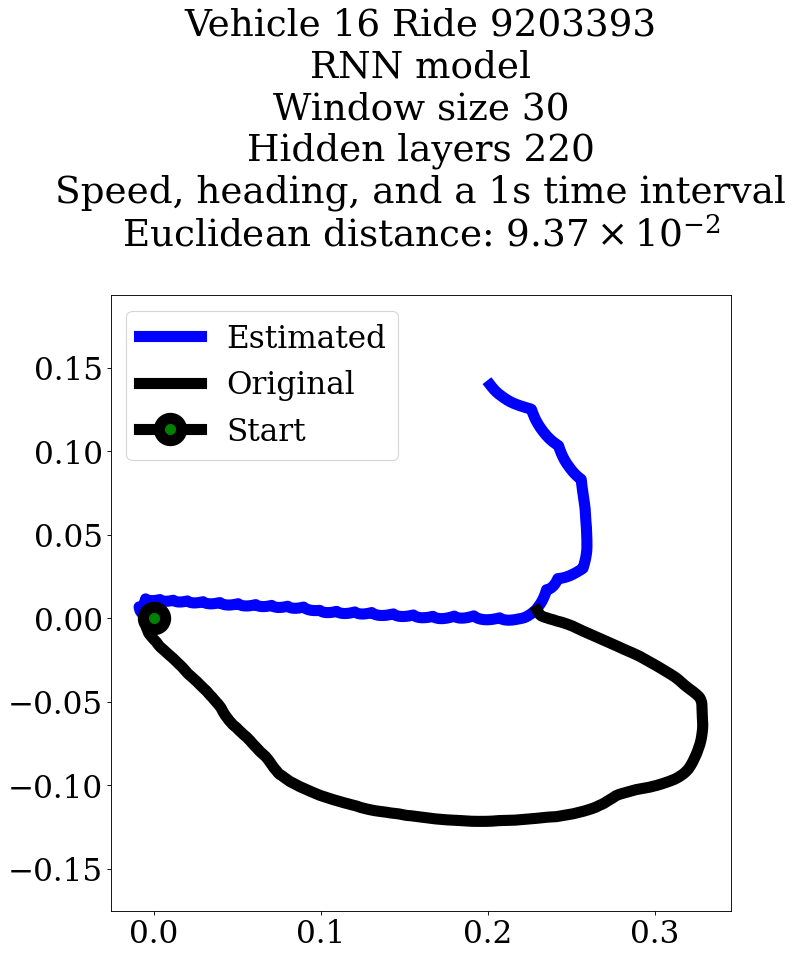 Vehicle 16 Ride 9203393
RNN model
Window size 30
Hidden layers 220
Speed, heading, and a 1s time interval
Euclidean distance: 9.37 × 10⁻²
Estimated
Original
Start
0.15
0.10
0.05
0.00
−0.05
−0.10
−0.15
0.0 0.1 0.2 0.3